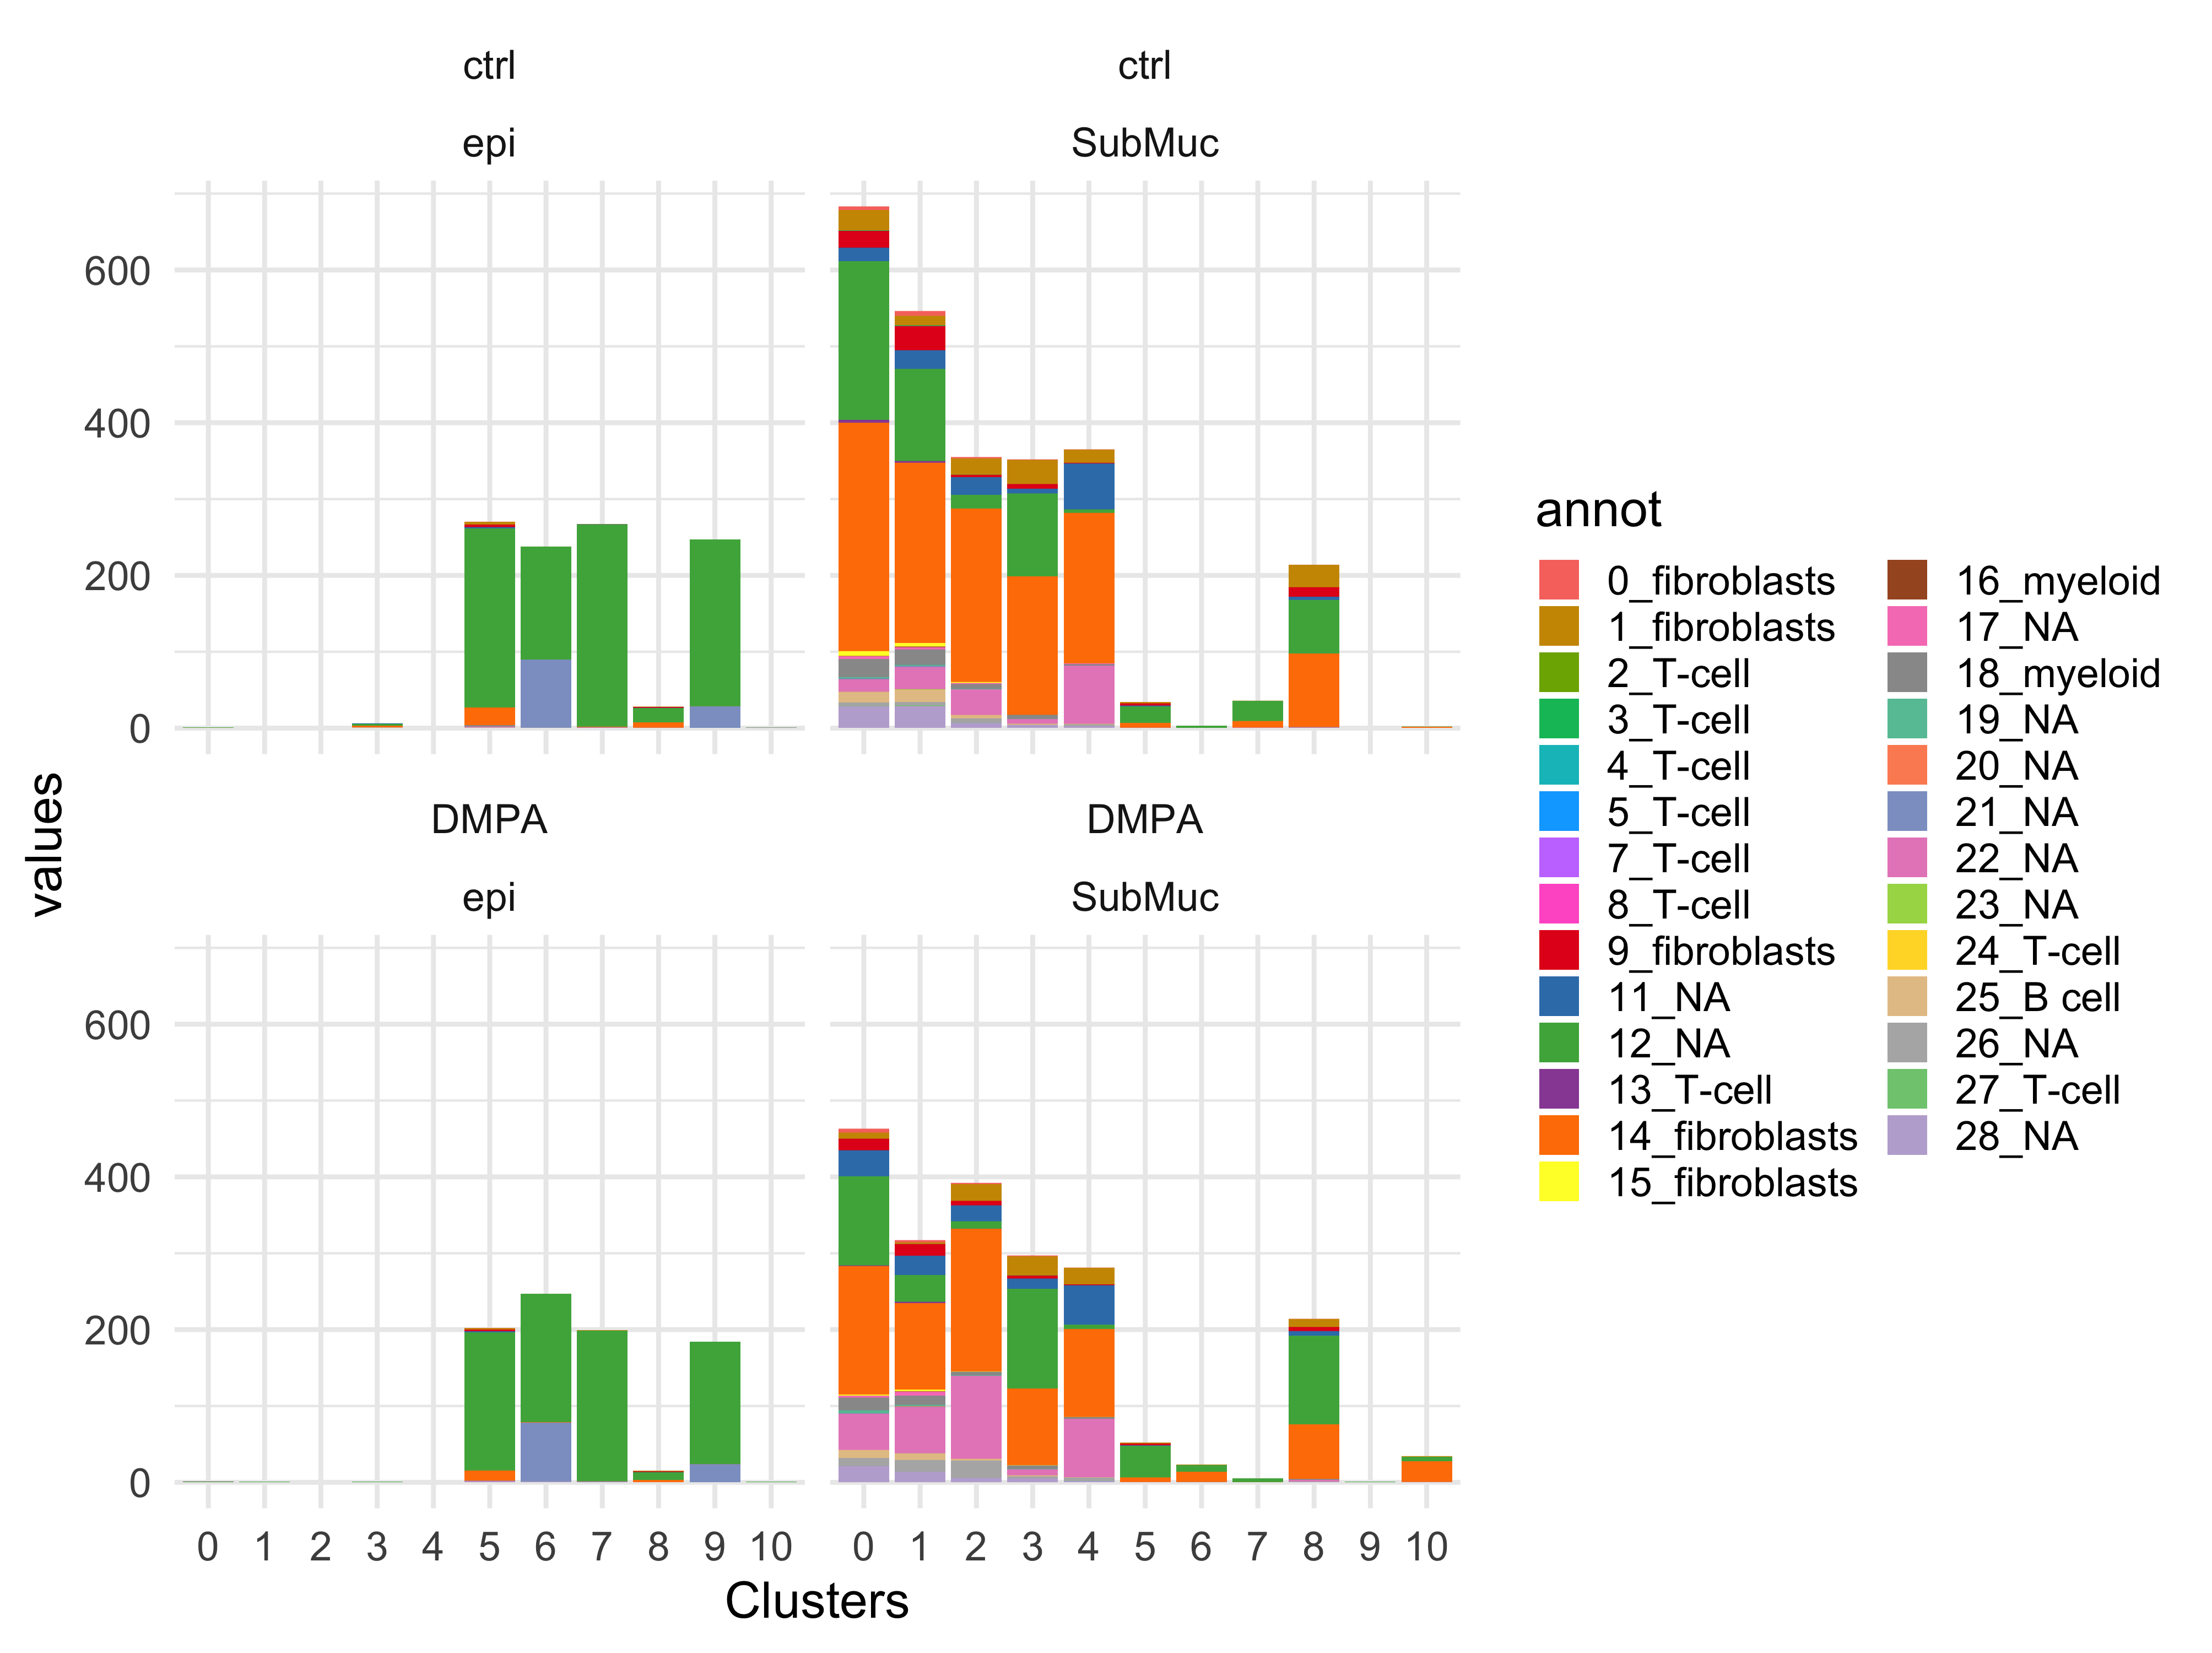 ctrl
ctrl
epi
SubMuc
600
400
200
0
DMPA
DMPA
epi
SubMuc
600
400
200
0
0 1 2 3 4 5 6 7 8 9 10
0 1 2 3 4 5 6 7 8 9 10
Clusters
values
annot
0_fibroblasts
1_fibroblasts
2_T-cell
3_T-cell
4_T-cell
5_T-cell
7_T-cell
8_T-cell
9_fibroblasts
11_NA
12_NA
13_T-cell
14_fibroblasts
15_fibroblasts
16_myeloid
17_NA
18_myeloid
19_NA
20_NA
21_NA
22_NA
23_NA
24_T-cell
25_B cell
26_NA
27_T-cell
28_NA